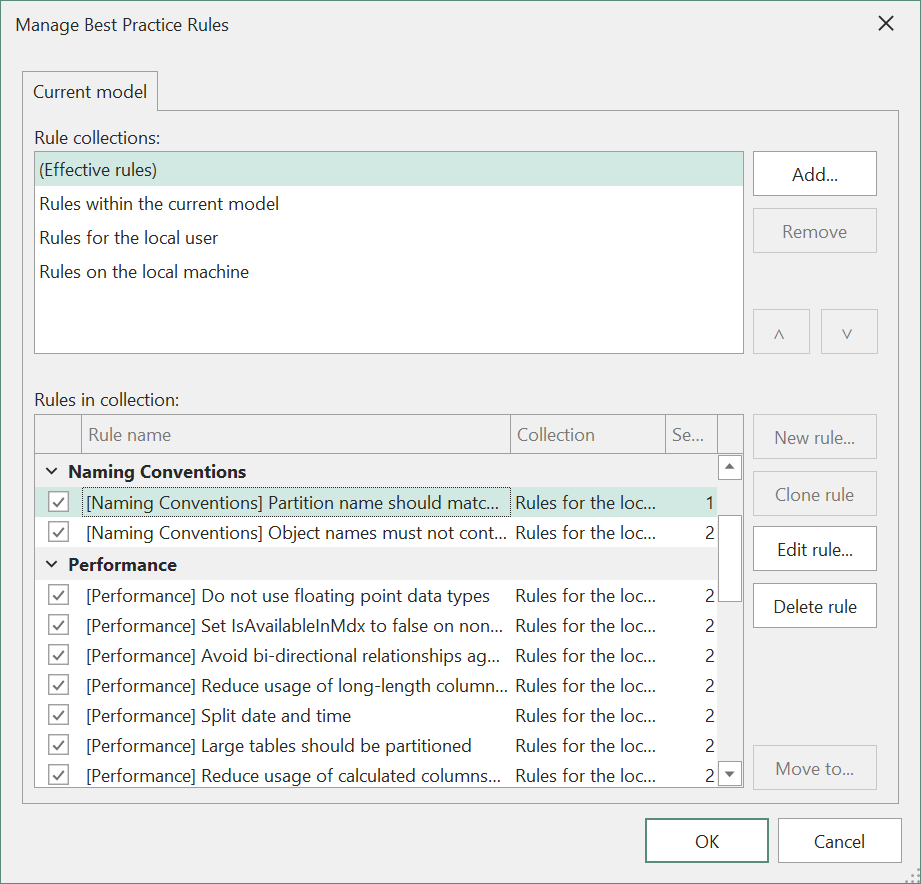 Manage Best Practice Rules
Current model
Rule collections:
(Effective rules)
Rules within the current model
Rules for the local user
Rules on the local machine
Add...
Remove
Rules in collection:
Rule name Collection Se...
Naming Conventions
[Naming Conventions] Partition name should matc... Rules for the loc... 1
[Naming Conventions] Object names must not cont... Rules for the loc... 2
Performance
[Performance] Do not use floating point data types Rules for the loc... 2
[Performance] Set IsAvailableInMdx to false on non... Rules for the loc... 2
[Performance] Avoid bi-directional relationships ag... Rules for the loc... 2
[Performance] Reduce usage of long-length column... Rules for the loc... 2
[Performance] Split date and time Rules for the loc... 2
[Performance] Large tables should be partitioned Rules for the loc... 2
[Performance] Reduce usage of calculated columns... Rules for the loc... 2
New rule...
Clone rule
Edit rule...
Delete rule
Move to...
OK
Cancel